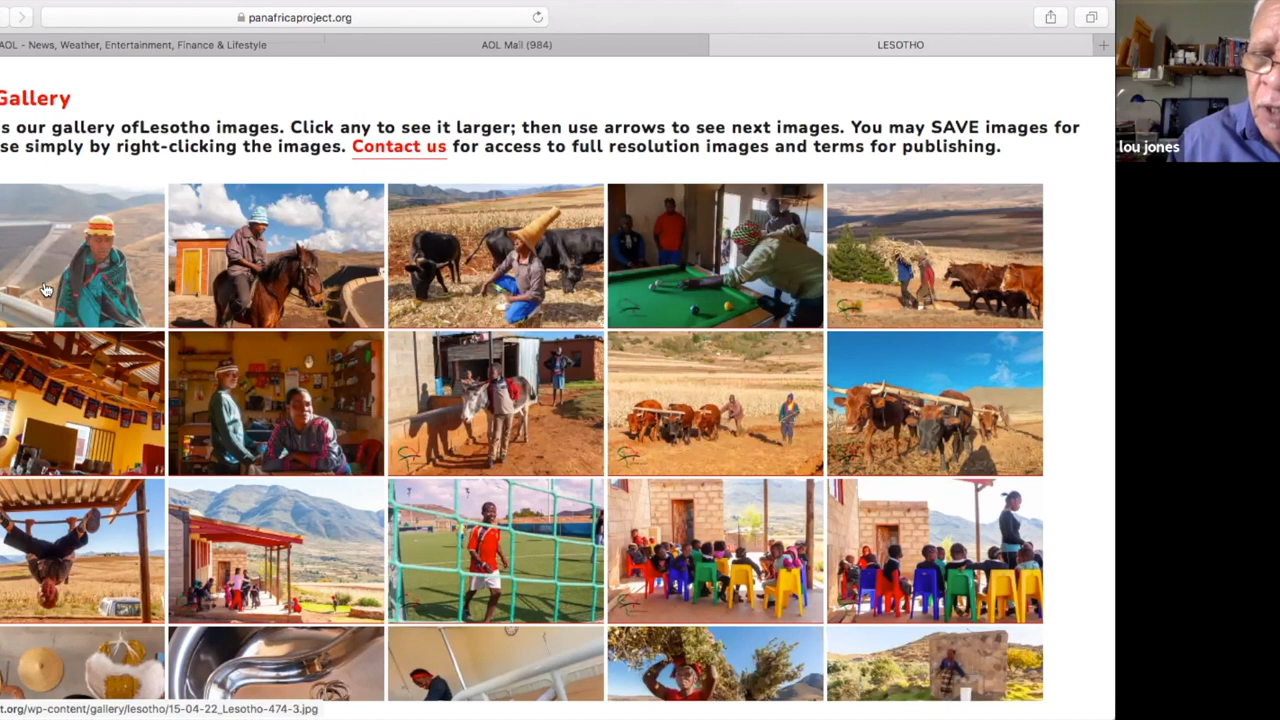 panafricaproject.org
AOL - News, Weather, Entertainment, Finance & Lifestyle
AOL Mail (984)
LESOTHO
Gallery
s our gallery ofLesotho images. Click any to see it larger; then use arrows to see next images. You may SAVE images for
se simply by right-clicking the images. Contact us for access to full resolution images and terms for publishing.
lou jones
t.org/wp-content/gallery/lesotho/15-04-22_Lesotho-474-3.jpg